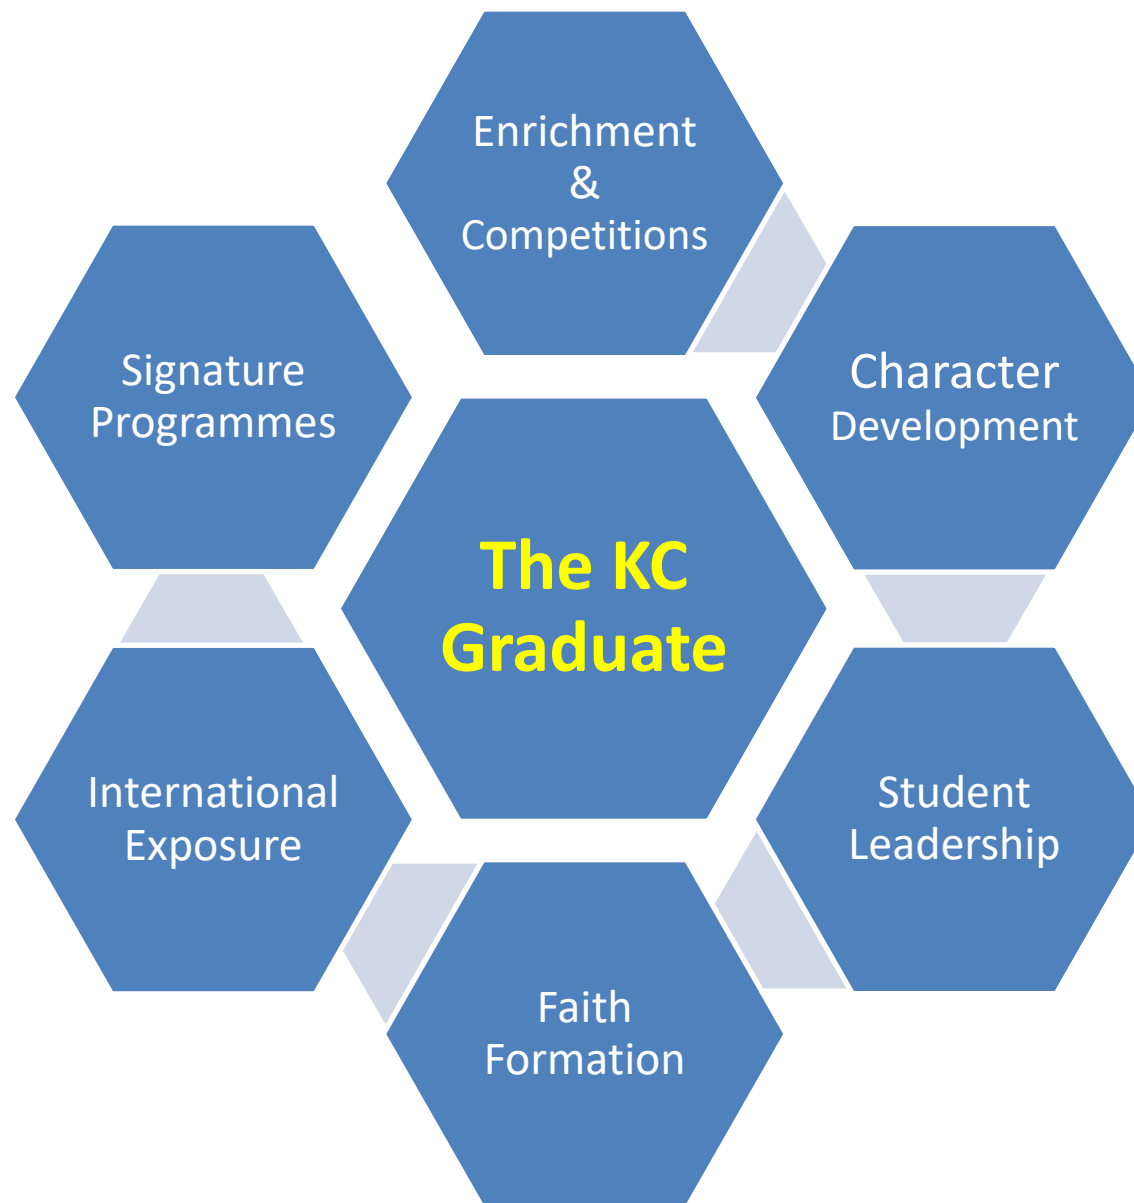 Enrichment
&
Competitions
Character
Development
Student
Leadership
Faith
Formation
International
Exposure
Signature
Programmes
The KC
Graduate